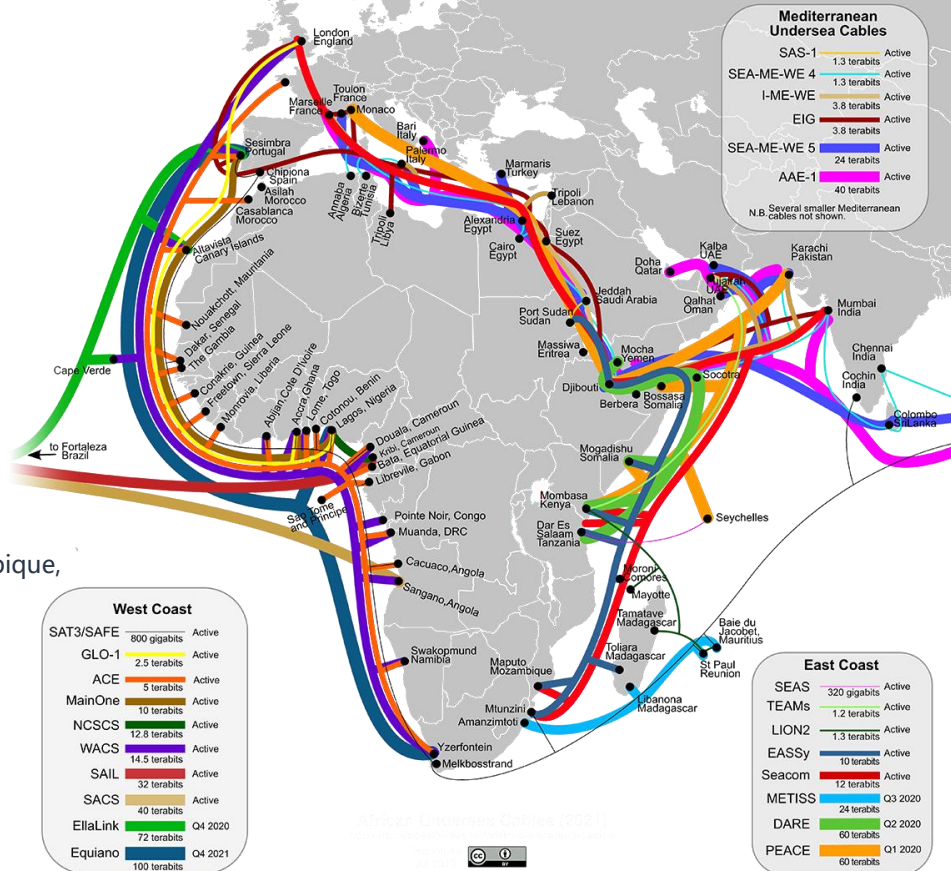 Mediterranean
Undersea Cables
SAS-1
Active
1.3 terabits
SEA-ME-WE 4
Active
1.3 terabits
I-ME-WE
Active
3.8 terabits
EIG
Active
3.8 terabits
SEA-ME-WE 5
Active
24 terabits
AAE-1
Active
40 terabits
N.B. Several smaller Mediterranean
cables not shown.
London
England
Toulon
France
Marseille
France
Monaco
Bari
Italy
Palermo
Italy
Sesimbra
Portugal
Chipiona
Spain
Asilah
Morocco
Casablanca
Morocco
Annaba
Algeria
Bizerte
Tunisia
Tripoli
Libya
Marmaris
Turkey
Tripoli
Lebanon
Alexandria
Egypt
Cairo
Egypt
Suez
Egypt
Altavista
Canary Islands
Doha
Qatar
Kalba
UAE
UAE
Qalhat
Oman
Karachi
Pakistan
Mumbai
India
Chennai
India
Cochin
India
Colombo
Sri Lanka
Jeddah
Saudi Arabia
Port Sudan
Sudan
Massiwa
Eritrea
Mocha
Yemen
Djibouti
Berbera
Bossasa
Somalia
Socotra
Nouakchott, Mauritania
Dakar, Senegal
The Gambia
Conakne, Guinea
Freetown, Sierra Leone
Monrovia, Liberia
Abijan,Cote D'Ivoire
Accra,Ghana
Lome, Togo
Cotonou, Benin
Lagos, Nigeria
Cape Verde
Douala, Cameroun
Kribi, Cameroun
Bata, Equatorial Guinea
Librevile, Gabon
to Fortaleza
Brazil
Sao Tome
and Principe
Mogadishu
Somalia
Mombasa
Kenya
Dar Es
Salaam
Tanzania
Seychelles
Pointe Noir, Congo
Muanda, DRC
Cacuaco,Angola
Sangano,Angola
pique,
Moroni
Comores
Mayotte
Tamatave
Madagascar
Baie du
Jacobet,
Mauritius
St Paul
Reunion
Toliara
Madagascar
Libanona
Madagascar
Swakopmund
Namibia
Maputo
Mozambique
Mtunzini
Amanzimtoti
Yzerfontein
Melkbosstrand
West Coast
SAT3/SAFE
Active
800 gigabits
GLO-1
Active
2.5 terabits
ACE
Active
5 terabits
MainOne
Active
10 terabits
NCSCS
Active
12.8 terabits
WACS
Active
14.5 terabits
SAIL
Active
32 terabits
SACS
Active
40 terabits
EllaLink
Q4 2020
72 terabits
Equiano
Q4 2021
100 terabits
East Coast
SEAS
Active
320 gigabits
TEAMs
Active
1.2 terabits
LION2
Active
1.3 terabits
EASSy
Active
10 terabits
Seacom
Active
12 terabits
METISS
Q3 2020
24 terabits
DARE
Q2 2020
60 terabits
PEACE
Q1 2020
60 terabits
African Undersea Cables (2021)
cc
BY